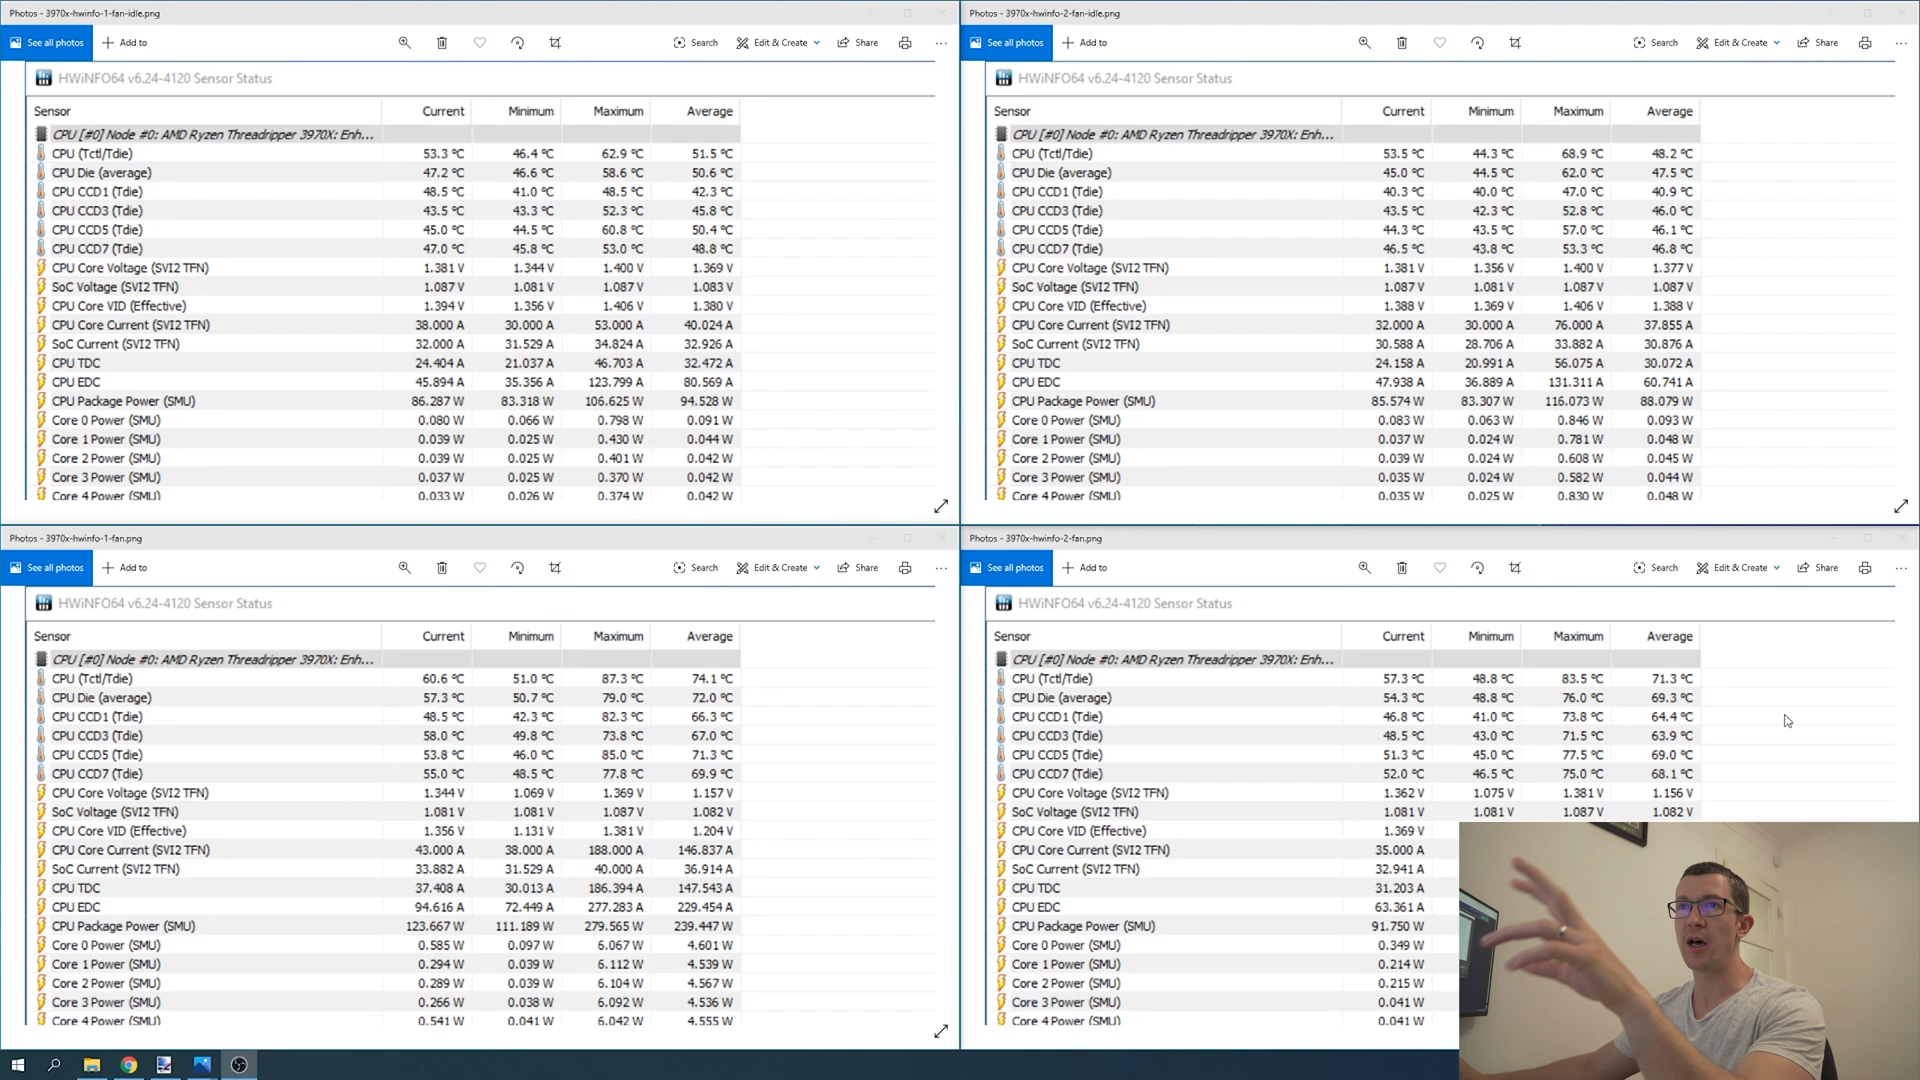 Photos - 3970x-hwinfo-1-fan-idle.png
See all photos
Add to
Search
Edit & Create
Share
HWiNFO64 v6.24-4120 Sensor Status
Sensor Current Minimum Maximum Average
CPU [#0] Node #0: AMD Ryzen Threadripper 3970X: Enh...
CPU (Tctl/Tdie) 53.3 °C 46.4 °C 62.9 °C 51.5 °C
CPU Die (average) 47.2 °C 46.6 °C 58.6 °C 50.6 °C
CPU CCD1 (Tdie) 48.5 °C 41.0 °C 48.5 °C 42.3 °C
CPU CCD3 (Tdie) 43.5 °C 43.3 °C 52.3 °C 45.8 °C
CPU CCD5 (Tdie) 45.0 °C 44.5 °C 60.8 °C 50.4 °C
CPU CCD7 (Tdie) 47.0 °C 45.8 °C 53.0 °C 48.8 °C
CPU Core Voltage (SVI2 TFN) 1.381 V 1.344 V 1.400 V 1.369 V
SoC Voltage (SVI2 TFN) 1.087 V 1.081 V 1.087 V 1.083 V
CPU Core VID (Effective) 1.394 V 1.356 V 1.406 V 1.380 V
CPU Core Current (SVI2 TFN) 38.000 A 30.000 A 53.000 A 40.024 A
SoC Current (SVI2 TFN) 32.000 A 31.529 A 34.824 A 32.926 A
CPU TDC 24.404 A 21.037 A 46.703 A 32.472 A
CPU EDC 45.894 A 35.356 A 123.799 A 80.569 A
CPU Package Power (SMU) 86.287 W 83.318 W 106.625 W 94.528 W
Core 0 Power (SMU) 0.080 W 0.066 W 0.798 W 0.091 W
Core 1 Power (SMU) 0.039 W 0.025 W 0.430 W 0.044 W
Core 2 Power (SMU) 0.039 W 0.025 W 0.401 W 0.042 W
Core 3 Power (SMU) 0.037 W 0.025 W 0.370 W 0.042 W
Core 4 Power (SMU) 0.033 W 0.026 W 0.374 W 0.042 W
Photos - 3970x-hwinfo-2-fan-idle.png
See all photos
Add to
Search
Edit & Create
Share
HWiNFO64 v6.24-4120 Sensor Status
Sensor Current Minimum Maximum Average
CPU [#0] Node #0: AMD Ryzen Threadripper 3970X: Enh...
CPU (Tctl/Tdie) 53.5 °C 44.3 °C 68.9 °C 48.2 °C
CPU Die (average) 45.0 °C 44.5 °C 62.0 °C 47.5 °C
CPU CCD1 (Tdie) 40.3 °C 40.0 °C 47.0 °C 40.9 °C
CPU CCD3 (Tdie) 43.5 °C 42.3 °C 52.8 °C 46.0 °C
CPU CCD5 (Tdie) 44.3 °C 43.5 °C 57.0 °C 46.1 °C
CPU CCD7 (Tdie) 46.5 °C 43.8 °C 53.3 °C 46.8 °C
CPU Core Voltage (SVI2 TFN) 1.381 V 1.356 V 1.400 V 1.377 V
SoC Voltage (SVI2 TFN) 1.087 V 1.081 V 1.087 V 1.087 V
CPU Core VID (Effective) 1.388 V 1.369 V 1.406 V 1.388 V
CPU Core Current (SVI2 TFN) 32.000 A 30.000 A 76.000 A 37.855 A
SoC Current (SVI2 TFN) 30.588 A 28.706 A 33.882 A 30.876 A
CPU TDC 24.158 A 20.991 A 56.075 A 30.072 A
CPU EDC 47.938 A 36.889 A 131.311 A 60.741 A
CPU Package Power (SMU) 85.574 W 83.307 W 116.073 W 88.079 W
Core 0 Power (SMU) 0.083 W 0.063 W 0.846 W 0.093 W
Core 1 Power (SMU) 0.037 W 0.024 W 0.781 W 0.048 W
Core 2 Power (SMU) 0.039 W 0.024 W 0.608 W 0.045 W
Core 3 Power (SMU) 0.035 W 0.024 W 0.582 W 0.044 W
Core 4 Power (SMU) 0.035 W 0.025 W 0.830 W 0.048 W
Photos - 3970x-hwinfo-1-fan.png
See all photos
Add to
Search
Edit & Create
Share
HWiNFO64 v6.24-4120 Sensor Status
Sensor Current Minimum Maximum Average
CPU [#0] Node #0: AMD Ryzen Threadripper 3970X: Enh...
CPU (Tctl/Tdie) 60.6 °C 51.0 °C 87.3 °C 74.1 °C
CPU Die (average) 57.3 °C 50.7 °C 79.0 °C 72.0 °C
CPU CCD1 (Tdie) 48.5 °C 42.3 °C 82.3 °C 66.3 °C
CPU CCD3 (Tdie) 58.0 °C 49.8 °C 73.8 °C 67.0 °C
CPU CCD5 (Tdie) 53.8 °C 46.0 °C 85.0 °C 71.3 °C
CPU CCD7 (Tdie) 55.0 °C 48.5 °C 77.8 °C 69.9 °C
CPU Core Voltage (SVI2 TFN) 1.344 V 1.069 V 1.369 V 1.157 V
SoC Voltage (SVI2 TFN) 1.081 V 1.081 V 1.087 V 1.082 V
CPU Core VID (Effective) 1.356 V 1.131 V 1.381 V 1.204 V
CPU Core Current (SVI2 TFN) 43.000 A 38.000 A 188.000 A 146.837 A
SoC Current (SVI2 TFN) 33.882 A 31.529 A 40.000 A 36.914 A
CPU TDC 37.408 A 30.013 A 186.394 A 147.543 A
CPU EDC 94.616 A 72.449 A 277.283 A 229.454 A
CPU Package Power (SMU) 123.667 W 111.189 W 279.565 W 239.447 W
Core 0 Power (SMU) 0.585 W 0.097 W 6.067 W 4.601 W
Core 1 Power (SMU) 0.294 W 0.039 W 6.112 W 4.539 W
Core 2 Power (SMU) 0.289 W 0.039 W 6.104 W 4.567 W
Core 3 Power (SMU) 0.266 W 0.038 W 6.092 W 4.536 W
Core 4 Power (SMU) 0.541 W 0.041 W 6.042 W 4.555 W
Photos - 3970x-hwinfo-2-fan.png
See all photos
Add to
Search
Edit & Create
Share
HWiNFO64 v6.24-4120 Sensor Status
Sensor Current Minimum Maximum Average
CPU [#0] Node #0: AMD Ryzen Threadripper 3970X: Enh...
CPU (Tctl/Tdie) 57.3 °C 48.8 °C 83.5 °C 71.3 °C
CPU Die (average) 54.3 °C 48.8 °C 76.0 °C 69.3 °C
CPU CCD1 (Tdie) 46.8 °C 41.0 °C 73.8 °C 64.4 °C
CPU CCD3 (Tdie) 48.5 °C 43.0 °C 71.5 °C 63.9 °C
CPU CCD5 (Tdie) 51.3 °C 45.0 °C 77.5 °C 69.0 °C
CPU CCD7 (Tdie) 52.0 °C 46.5 °C 75.0 °C 68.1 °C
CPU Core Voltage (SVI2 TFN) 1.362 V 1.075 V 1.381 V 1.156 V
SoC Voltage (SVI2 TFN) 1.081 V 1.081 V 1.087 V 1.082 V
CPU Core VID (Effective) 1.369 V
CPU Core Current (SVI2 TFN) 35.000 A
SoC Current (SVI2 TFN) 32.941 A
CPU TDC 31.203 A
CPU EDC 63.361 A
CPU Package Power (SMU) 91.750 W
Core 0 Power (SMU) 0.349 W
Core 1 Power (SMU) 0.214 W
Core 2 Power (SMU) 0.215 W
Core 3 Power (SMU) 0.041 W
Core 4 Power (SMU) 0.041 W